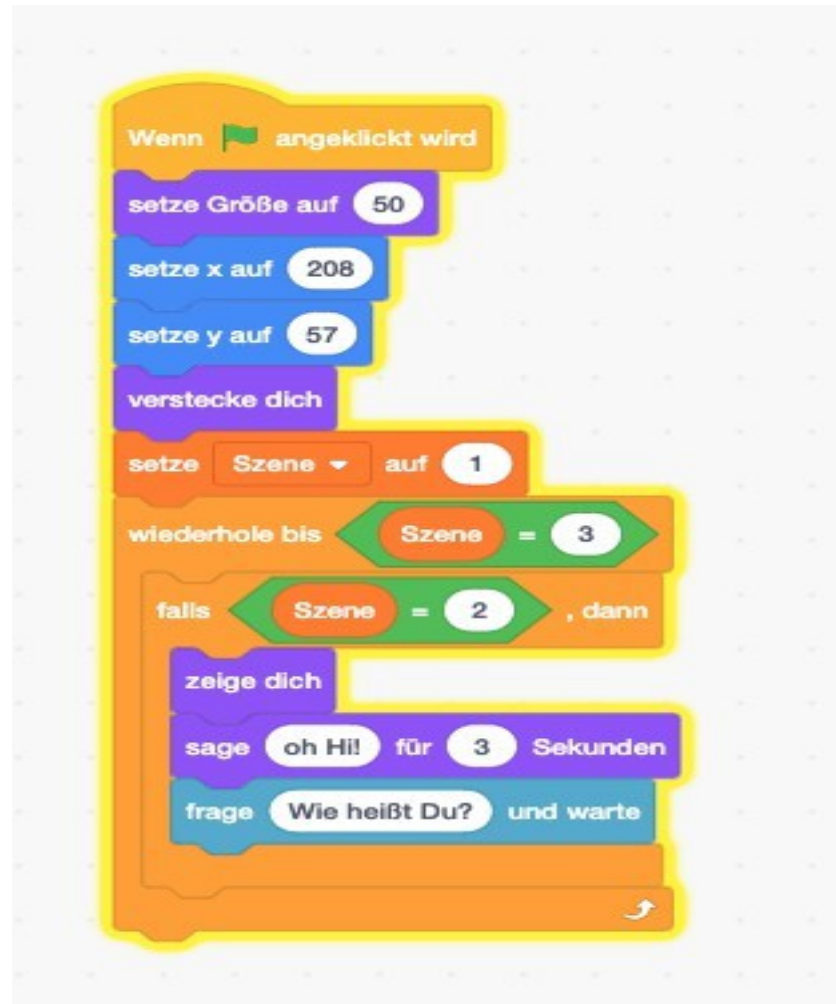 Wenn angeklickt wird
setze Größe auf 50
setze x auf 208
setze y auf 57
verstecke dich
setze Szene auf 1
wiederhole bis Szene = 3
falls Szene = 2 , dann
zeige dich
sage oh Hi! für 3 Sekunden
frage Wie heißt Du? und warte